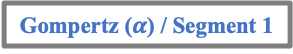 Gompertz (α) / Segment 1